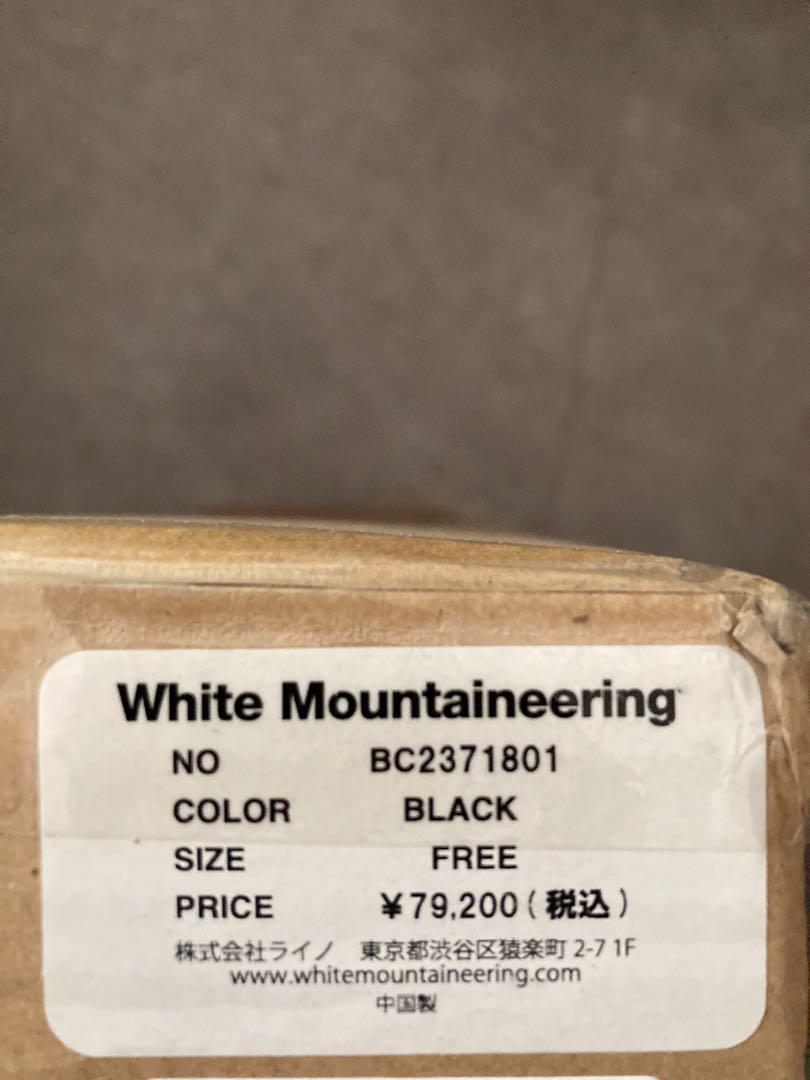 White Mountaineering
NO BC2371801
COLOR BLACK
SIZE FREE
PRICE ¥79,200(税込)
株式会社ライノ 東京都渋谷区猿楽町 2-7 1F
www.whitemountaineering.com
中国製